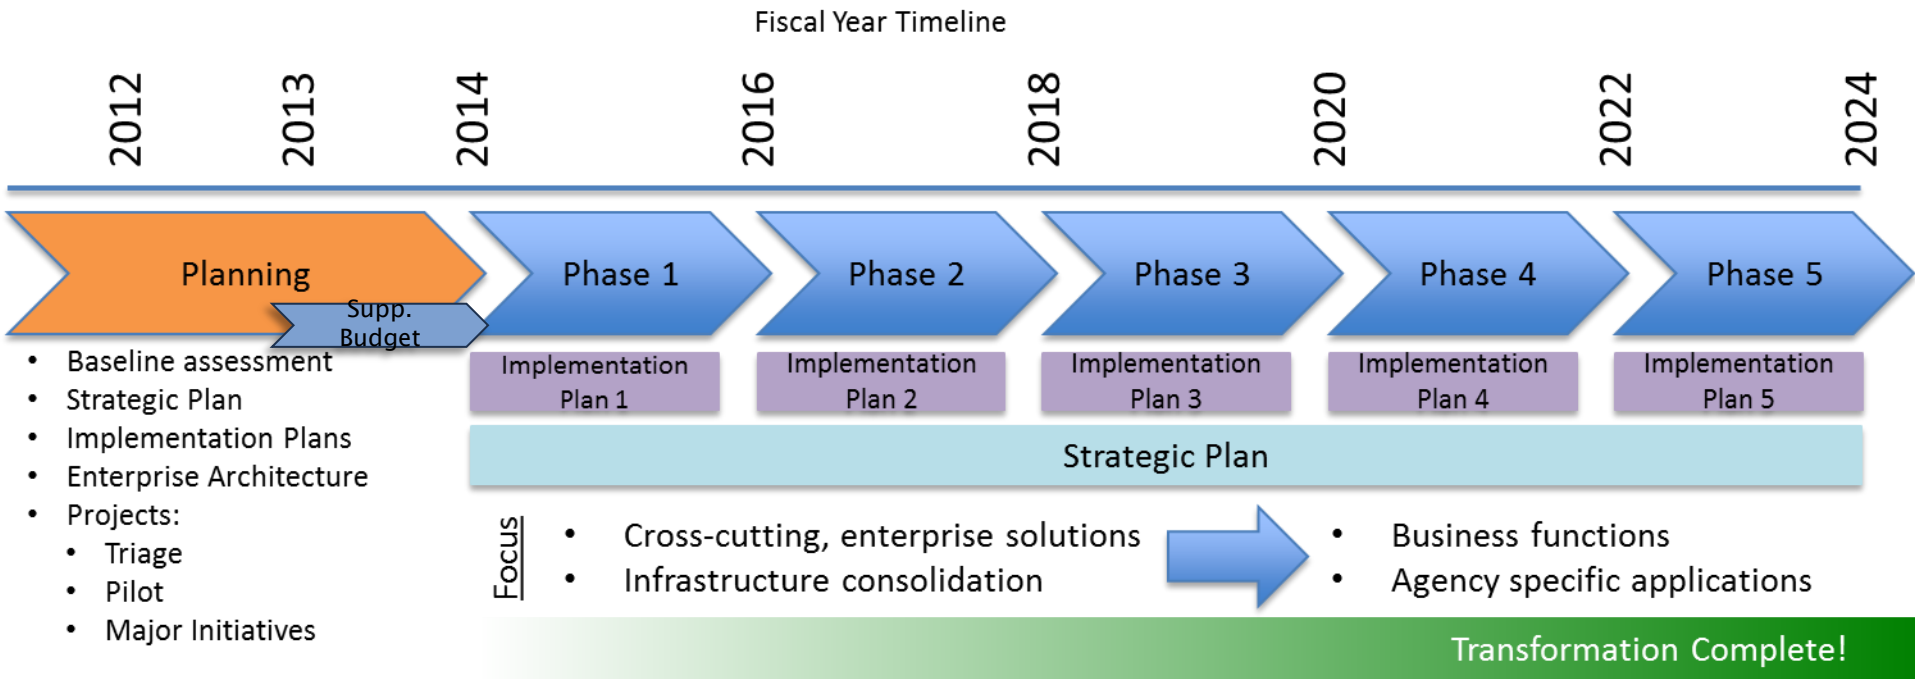 Fiscal Year Timeline
2012
2013
2014
2016
2018
2020
2022
2024
Planning
Supp.
Budget
Phase 1
Phase 2
Phase 3
Phase 4
Phase 5
• Baseline assessment
• Strategic Plan
• Implementation Plans
• Enterprise Architecture
• Projects:
• Triage
• Pilot
• Major Initiatives
Implementation
Plan 1
Implementation
Plan 2
Implementation
Plan 3
Implementation
Plan 4
Implementation
Plan 5
Strategic Plan
Focus
• Cross-cutting, enterprise solutions
• Infrastructure consolidation
• Business functions
• Agency specific applications
Transformation Complete!